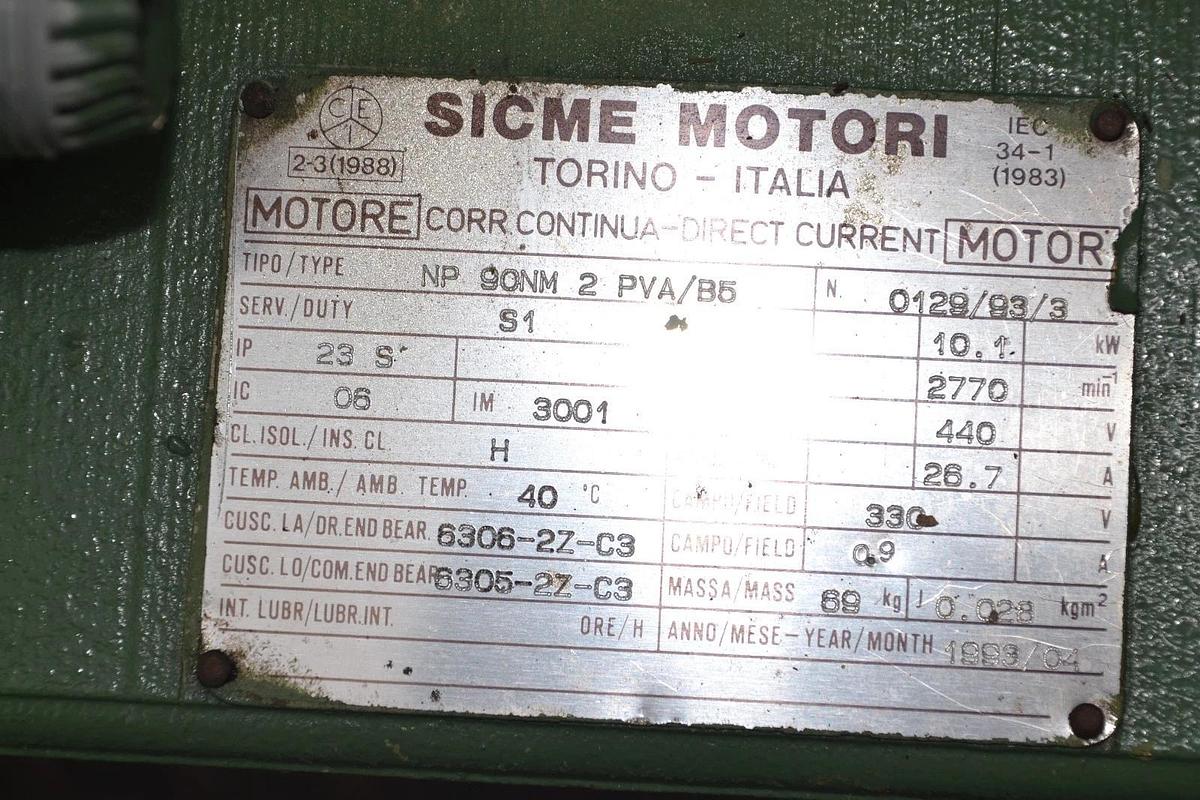 CEI
2-3(1988)
SICME MOTORI
TORINO - ITALIA
IEC
34-1
(1983)
MOTORE CORR. CONTINUA-DIRECT CURRENT MOTOR
TIPO/TYPE NP 90NM 2 PVA/B5 N. 0129/93/3
SERV./DUTY S1 10.1 kW
IP 23 S 2770 min⁻¹
IC 06 IM 3001 440 V
CL.ISOL./INS.CL. H 26.7 A
TEMP. AMB./ AMB. TEMP. 40 °C CAMPO/FIELD 330 V
CUSC.LA/DR.END BEAR. 6306-2Z-C3 CAMPO/FIELD 0.9 A
CUSC.LO/COM.END BEAR. 6305-2Z-C3 MASSA/MASS 69 kg J 0.028 kgm²
INT. LUBR/LUBR.INT. ORE/H ANNO/MESE-YEAR/MONTH 1993/04